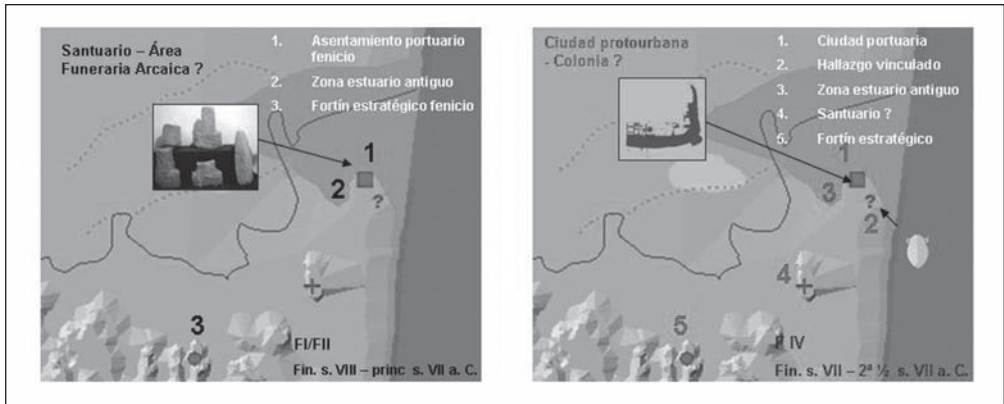 Santuario – Área
Funeraria Arcaica ?
1. Asentamiento portuario
fenicio
2. Zona estuario antiguo
3. Fortín estratégico fenicio
1
2
?
3
FI/FII
Fin. s. VIII – princ s. VII a. C.
Ciudad protourbana
- Colonia ?
1. Ciudad portuaria
2. Hallazgo vinculado
3. Zona estuario antiguo
4. Santuario ?
5. Fortín estratégico
1
3
?
2
4
5
F IV
Fin. s. VII – 2ª ½ s. VII a. C.